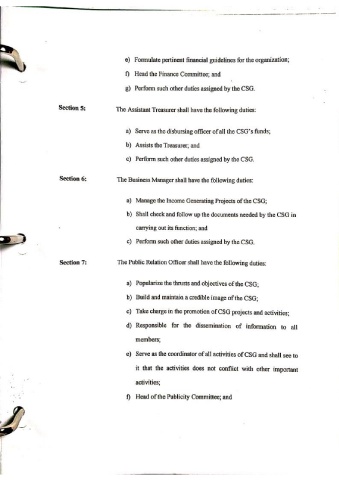 e) Formulate pertinent financial guidelines for the organization;
f) Head the Finance Committee; and
g) Perform such other duties assigned by the CSG.
Section 5: The Assistant Treasurer shall have the following duties:
a) Serve as the disbursing officer of all the CSG's funds;
b) Assists the Treasurer; and
c) Perform such other duties assigned by the CSG.
Section 6: The Business Manager shall have the following duties:
a) Manage the Income Generating Projects of the CSG;
b) Shall check and follow up the documents needed by the CSG in
carrying out its function; and
c) Perform such other duties assigned by the CSG.
Section 7: The Public Relation Officer shall have the following duties:
a) Popularize the thrusts and objectives of the CSG;
b) Build and maintain a credible image of the CSG;
c) Take charge in the promotion of CSG projects and activities;
d) Responsible for the dissemination of information to all
members;
e) Serve as the coordinator of all activities of CSG and shall see to
it that the activities does not conflict with other important
activities;
f) Head of the Publicity Committee; and